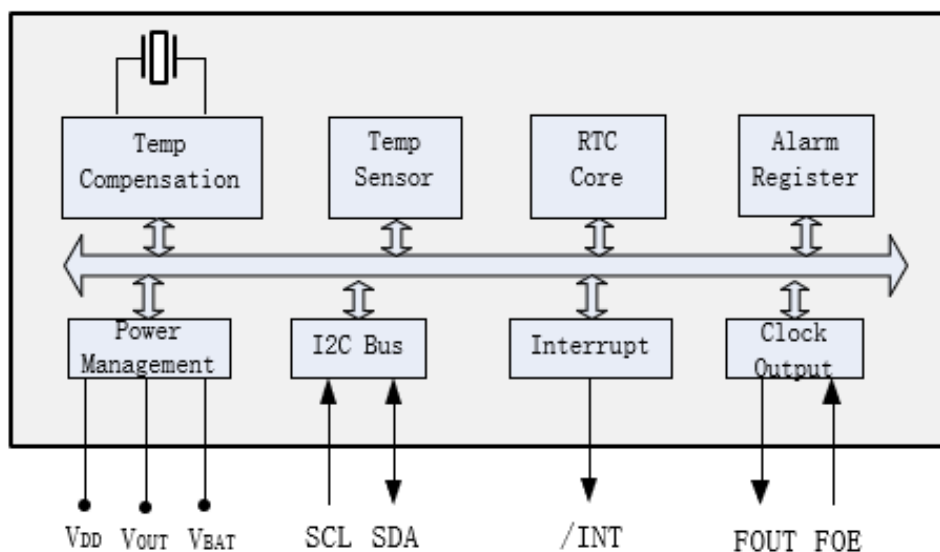 Temp
Compensation
Temp
Sensor
RTC
Core
Alarm
Register
Power
Management
I2C Bus
Interrupt
Clock
Output
VDD VOUT VBAT SCL SDA /INT FOUT FOE